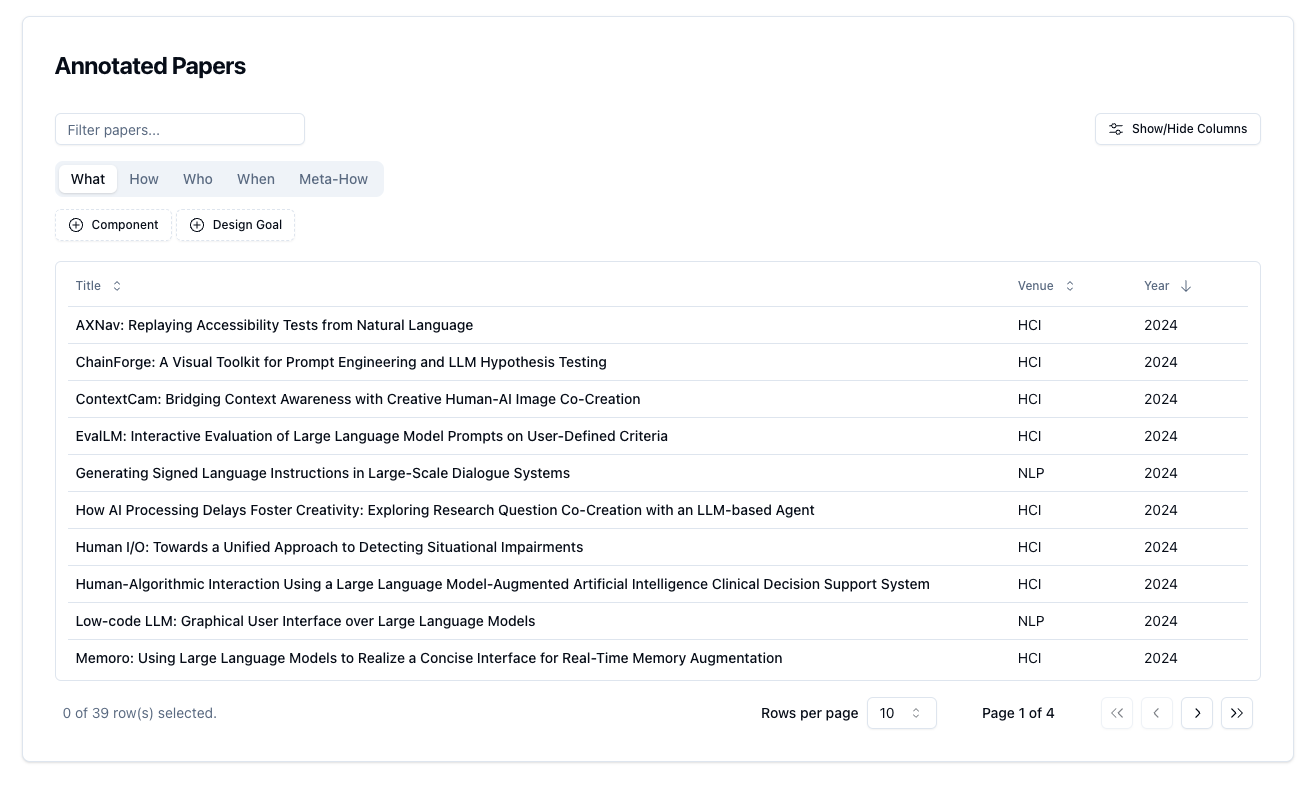 Annotated Papers
Filter papers...
Show/Hide Columns
What How Who When Meta-How
Component Design Goal
Title Venue Year
AXNav: Replaying Accessibility Tests from Natural Language HCI 2024
ChainForge: A Visual Toolkit for Prompt Engineering and LLM Hypothesis Testing HCI 2024
ContextCam: Bridging Context Awareness with Creative Human-AI Image Co-Creation HCI 2024
EvalLM: Interactive Evaluation of Large Language Model Prompts on User-Defined Criteria HCI 2024
Generating Signed Language Instructions in Large-Scale Dialogue Systems NLP 2024
How AI Processing Delays Foster Creativity: Exploring Research Question Co-Creation with an LLM-based Agent HCI 2024
Human I/O: Towards a Unified Approach to Detecting Situational Impairments HCI 2024
Human-Algorithmic Interaction Using a Large Language Model-Augmented Artificial Intelligence Clinical Decision Support System HCI 2024
Low-code LLM: Graphical User Interface over Large Language Models NLP 2024
Memoro: Using Large Language Models to Realize a Concise Interface for Real-Time Memory Augmentation HCI 2024
0 of 39 row(s) selected. Rows per page 10 Page 1 of 4